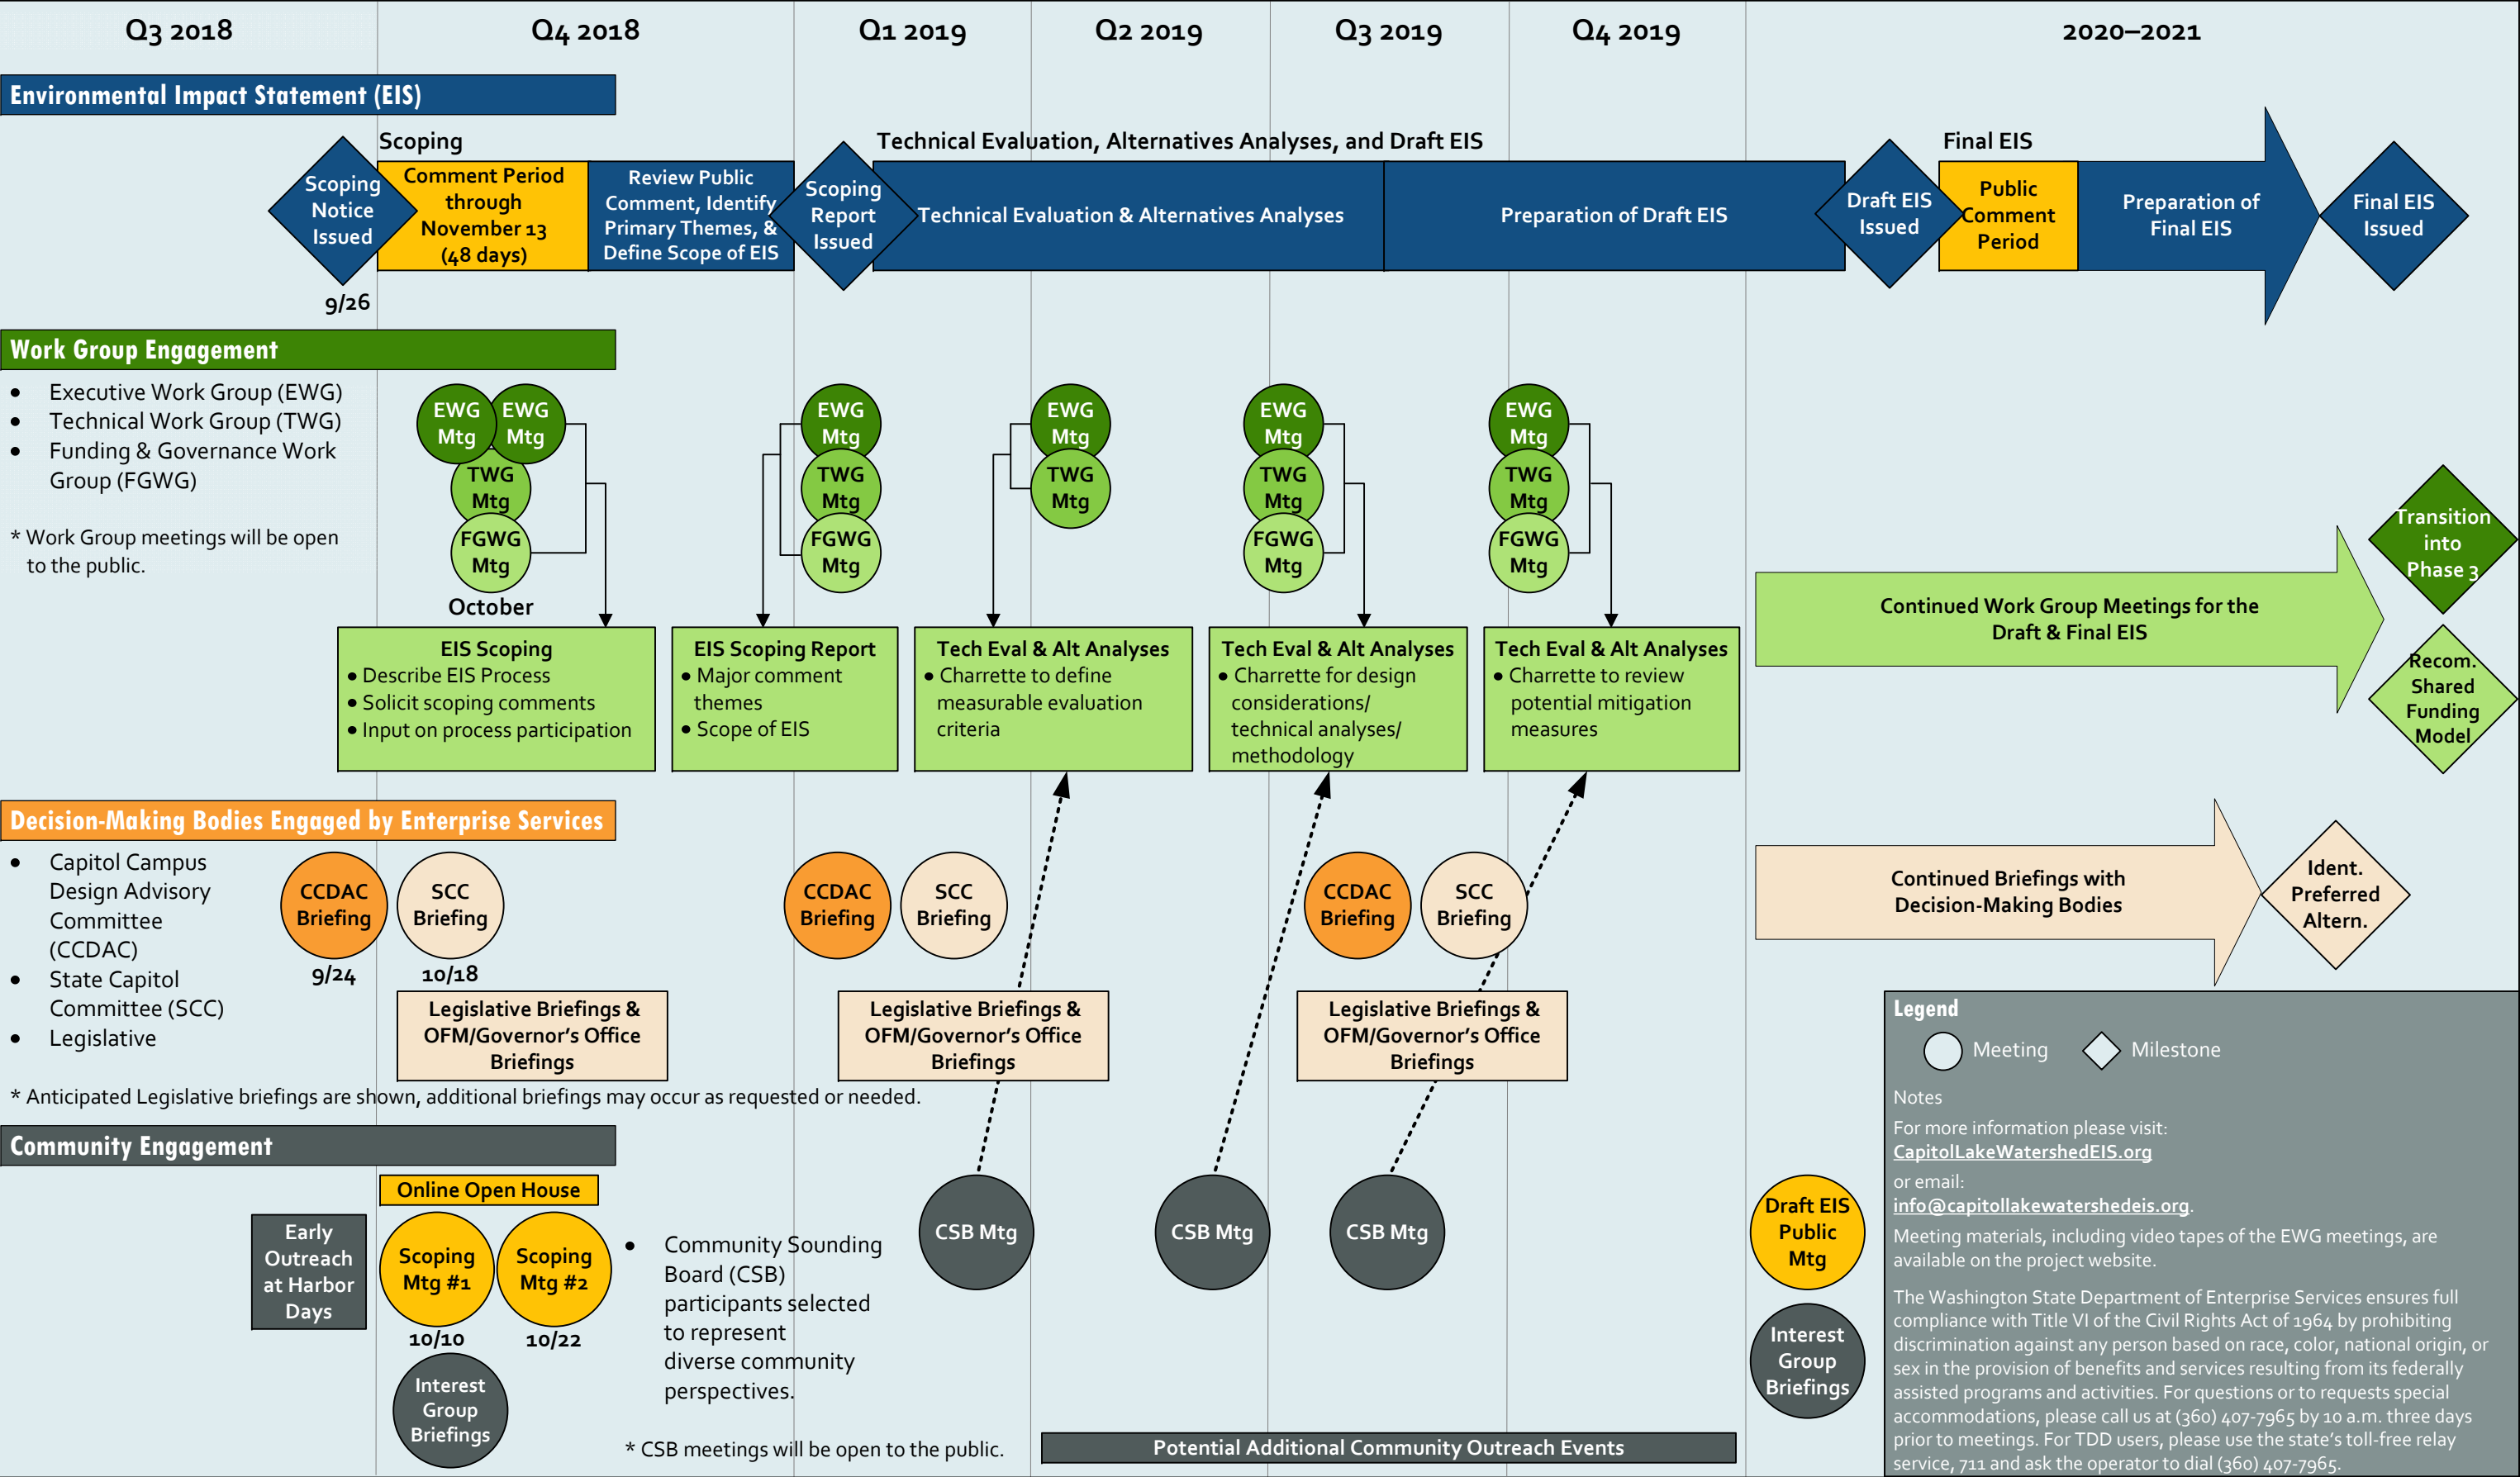 Q3 2018
Q4 2018
Q1 2019
Q2 2019
Q3 2019
Q4 2019
2020–2021
Environmental Impact Statement (EIS)
Scoping
Technical Evaluation, Alternatives Analyses, and Draft EIS
Final EIS
Scoping
Notice
Issued
9/26
Comment Period
through
November 13
(48 days)
Review Public
Comment, Identify
Primary Themes, &
Define Scope of EIS
Scoping
Report
Issued
Technical Evaluation & Alternatives Analyses
Preparation of Draft EIS
Draft EIS
Issued
Public
Comment
Period
Preparation of
Final EIS
Final EIS
Issued
Work Group Engagement
• Executive Work Group (EWG)
• Technical Work Group (TWG)
• Funding & Governance Work
Group (FGWG)
* Work Group meetings will be open
to the public.
EWG
Mtg
EWG
Mtg
TWG
Mtg
FGWG
Mtg
October
EWG
Mtg
TWG
Mtg
FGWG
Mtg
EWG
Mtg
TWG
Mtg
EWG
Mtg
TWG
Mtg
FGWG
Mtg
EWG
Mtg
TWG
Mtg
FGWG
Mtg
EIS Scoping
• Describe EIS Process
• Solicit scoping comments
• Input on process participation
EIS Scoping Report
• Major comment
themes
• Scope of EIS
Tech Eval & Alt Analyses
• Charrette to define
measurable evaluation
criteria
Tech Eval & Alt Analyses
• Charrette for design
considerations/
technical analyses/
methodology
Tech Eval & Alt Analyses
• Charrette to review
potential mitigation
measures
Continued Work Group Meetings for the
Draft & Final EIS
Transition
into
Phase 3
Recom.
Shared
Funding
Model
Decision-Making Bodies Engaged by Enterprise Services
• Capitol Campus
Design Advisory
Committee
(CCDAC)
• State Capitol
Committee (SCC)
• Legislative
CCDAC
Briefing
9/24
SCC
Briefing
10/18
Legislative Briefings &
OFM/Governor's Office
Briefings
CCDAC
Briefing
SCC
Briefing
Legislative Briefings &
OFM/Governor's Office
Briefings
CCDAC
Briefing
SCC
Briefing
Legislative Briefings &
OFM/Governor's Office
Briefings
Continued Briefings with
Decision-Making Bodies
Ident.
Preferred
Altern.
* Anticipated Legislative briefings are shown, additional briefings may occur as requested or needed.
Community Engagement
Early
Outreach
at Harbor
Days
Online Open House
Scoping
Mtg #1
10/10
Scoping
Mtg #2
10/22
Interest
Group
Briefings
• Community Sounding
Board (CSB)
participants selected
to represent
diverse community
perspectives.
* CSB meetings will be open to the public.
CSB Mtg
CSB Mtg
CSB Mtg
Potential Additional Community Outreach Events
Draft EIS
Public
Mtg
Interest
Group
Briefings
Legend
Meeting
Milestone
Notes
For more information please visit:
CapitolLakeWatershedEIS.org
or email:
info@capitollakewatershedeis.org.
Meeting materials, including video tapes of the EWG meetings, are
available on the project website.
The Washington State Department of Enterprise Services ensures full
compliance with Title VI of the Civil Rights Act of 1964 by prohibiting
discrimination against any person based on race, color, national origin, or
sex in the provision of benefits and services resulting from its federally
assisted programs and activities. For questions or to requests special
accommodations, please call us at (360) 407-7965 by 10 a.m. three days
prior to meetings. For TDD users, please use the state's toll-free relay
service, 711 and ask the operator to dial (360) 407-7965.